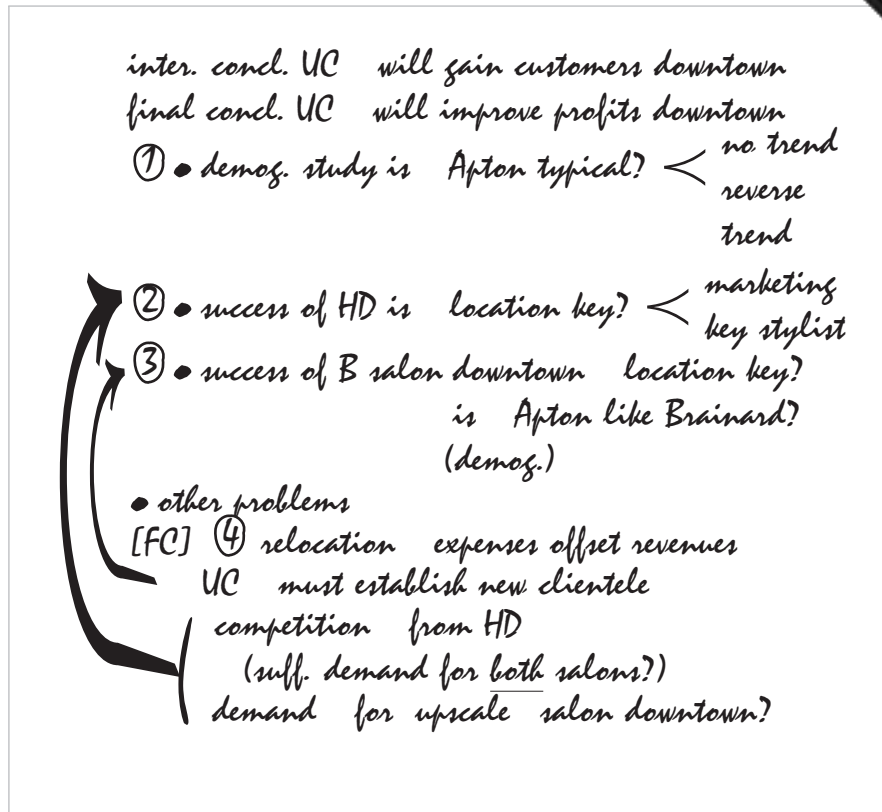 inter. concl. UC will gain customers downtown
final concl. UC will improve profits downtown
① • demog. study is Apton typical? no trend
reverse
trend
② • success of HD is location key? marketing
key stylist
③ • success of B salon downtown location key?
is Apton like Brainard?
(demog.)
• other problems
[FC] ④ relocation expenses offset revenues
UC must establish new clientele
competition from HD
(suff. demand for both salons?)
demand for upscale salon downtown?